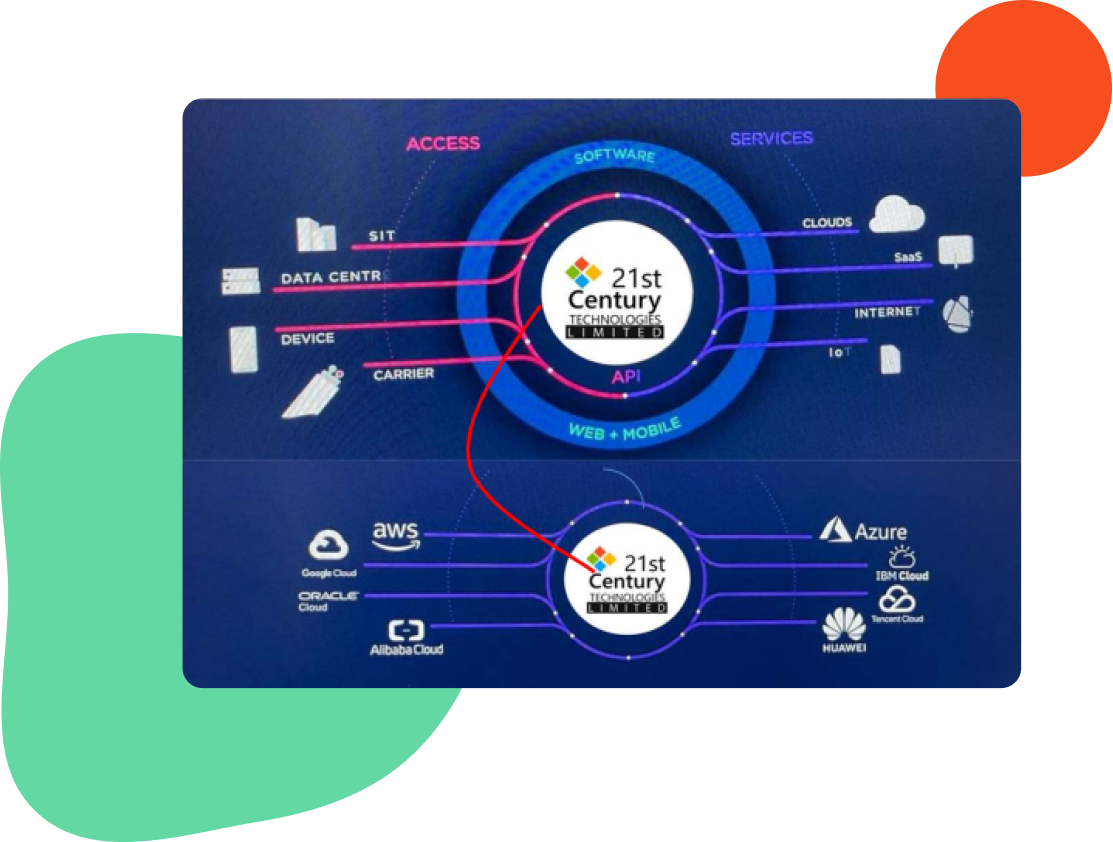 ACCESS
SERVICES
SOFTWARE
SIT
CLOUDS
DATA CENTR
SaaS
21st
Century
TECHNOLOGIES
LIMITED
DEVICE
INTERNET
CARRIER
IoT
API
WEB + MOBILE
aws
Azure
Google Cloud
IBM Cloud
21st
Century
TECHNOLOGIES
LIMITED
ORACLE
Cloud
Tencent Cloud
Alibaba Cloud
HUAWEI